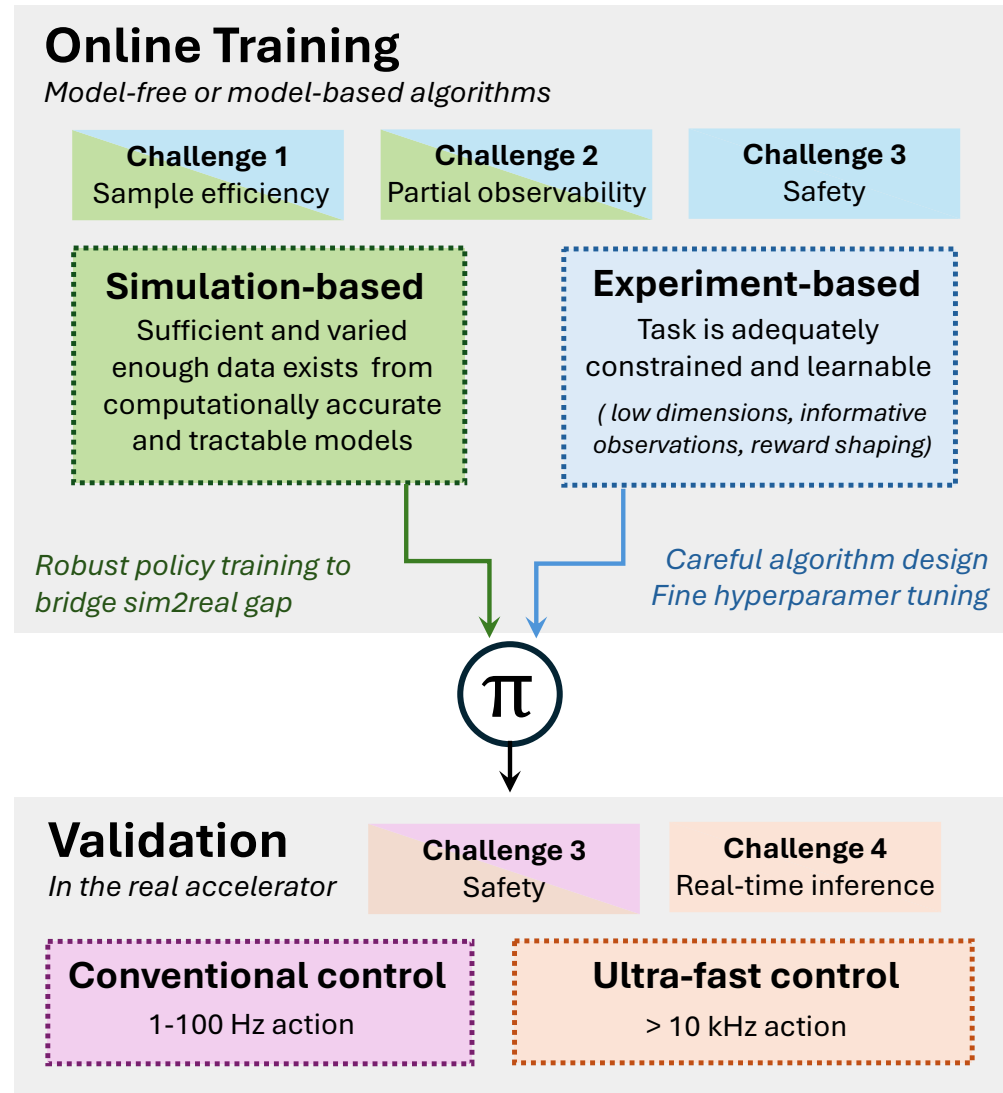 Online Training
Model-free or model-based algorithms
Challenge 1
Sample efficiency
Challenge 2
Partial observability
Challenge 3
Safety
Simulation-based
Sufficient and varied
enough data exists from
computationally accurate
and tractable models
Experiment-based
Task is adequately
constrained and learnable
( low dimensions, informative
observations, reward shaping)
Robust policy training to
bridge sim2real gap
Careful algorithm design
Fine hyperparamer tuning
π
Validation
In the real accelerator
Challenge 3
Safety
Challenge 4
Real-time inference
Conventional control
1-100 Hz action
Ultra-fast control
> 10 kHz action